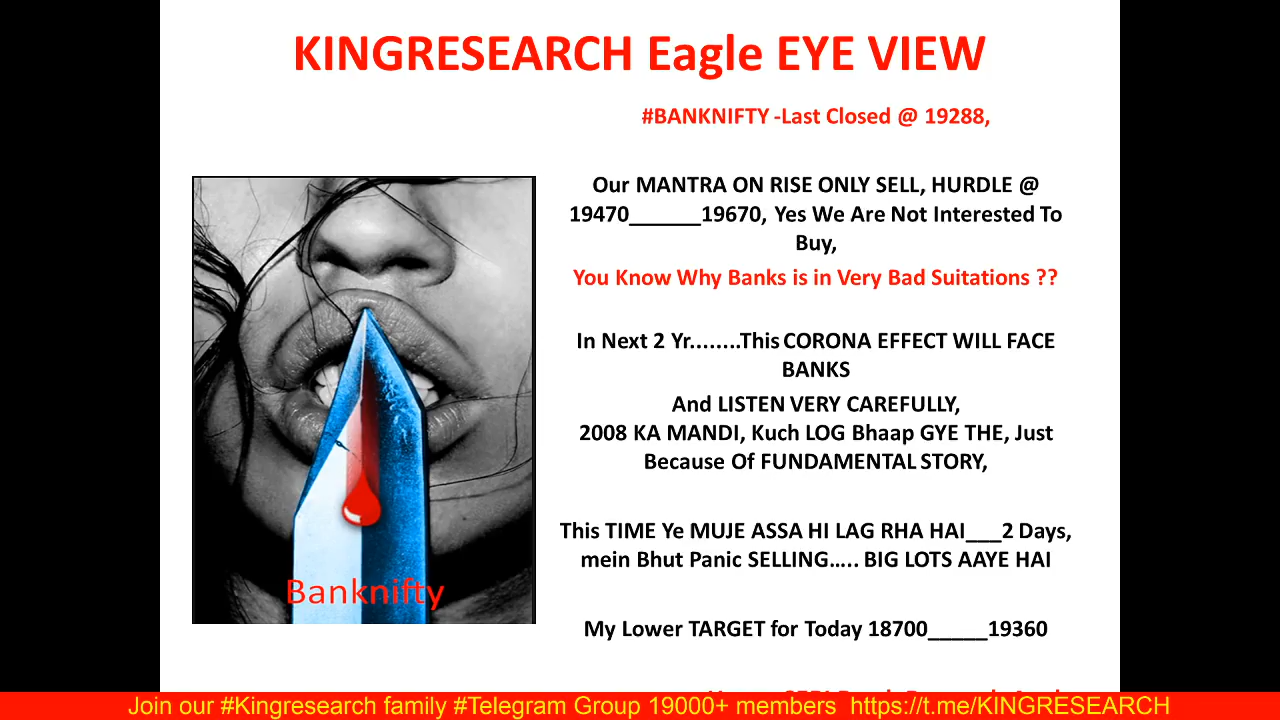 KINGRESEARCH Eagle EYE VIEW
#BANKNIFTY -Last Closed @ 19288,
Our MANTRA ON RISE ONLY SELL, HURDLE @
19470______19670, Yes We Are Not Interested To
Buy,
You Know Why Banks is in Very Bad Suitations ??
In Next 2 Yr........This CORONA EFFECT WILL FACE
BANKS
And LISTEN VERY CAREFULLY,
2008 KA MANDI, Kuch LOG Bhaap GYE THE, Just
Because Of FUNDAMENTAL STORY,
This TIME Ye MUJE ASSA HI LAG RHA HAI___2 Days,
mein Bhut Panic SELLING..... BIG LOTS AAYE HAI
Banknifty
My Lower TARGET for Today 18700_____19360
Join our #Kingresearch family #Telegram Group 19000+ members https://t.me/KINGRESEARCH